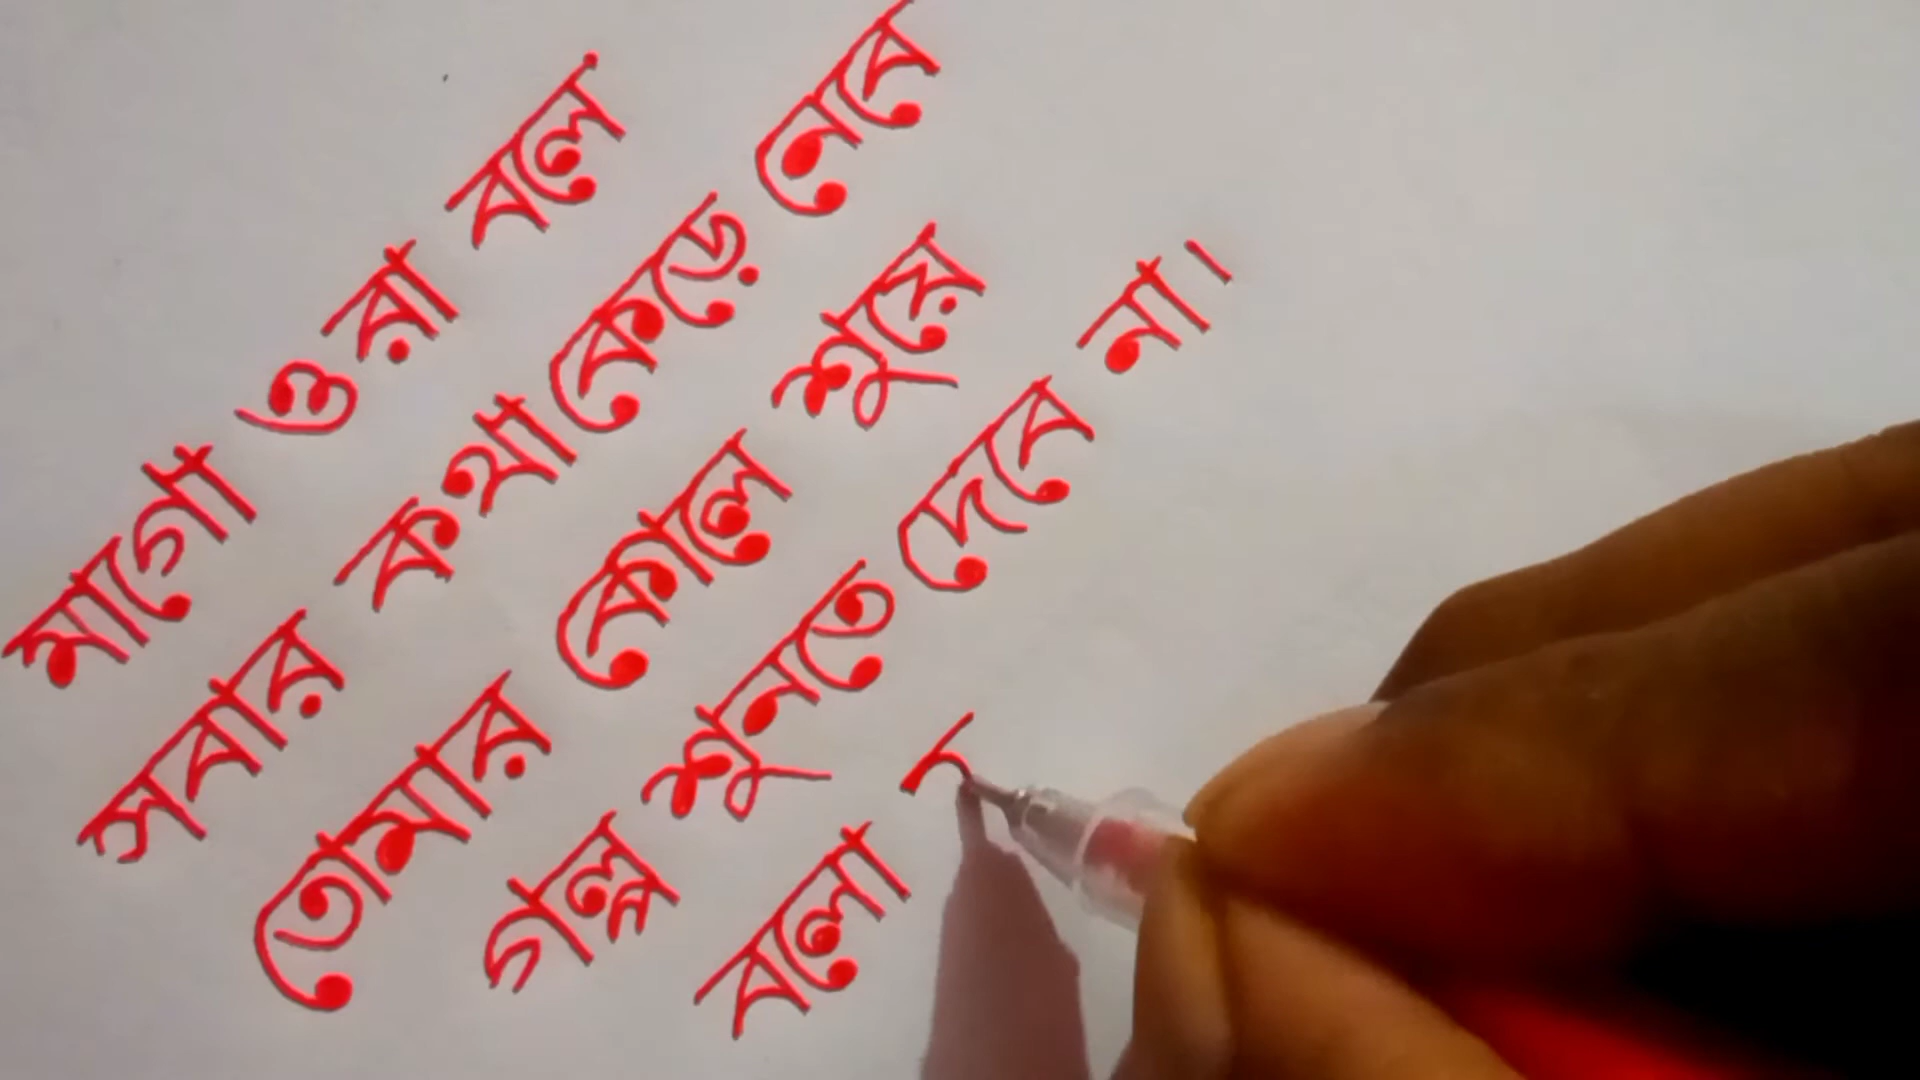 মাগো ওরা বলে
সবার কথা কেড়ে নেবে
তোমার কোলে শুয়ে
গল্প শুনতে দেবে না।
বলো